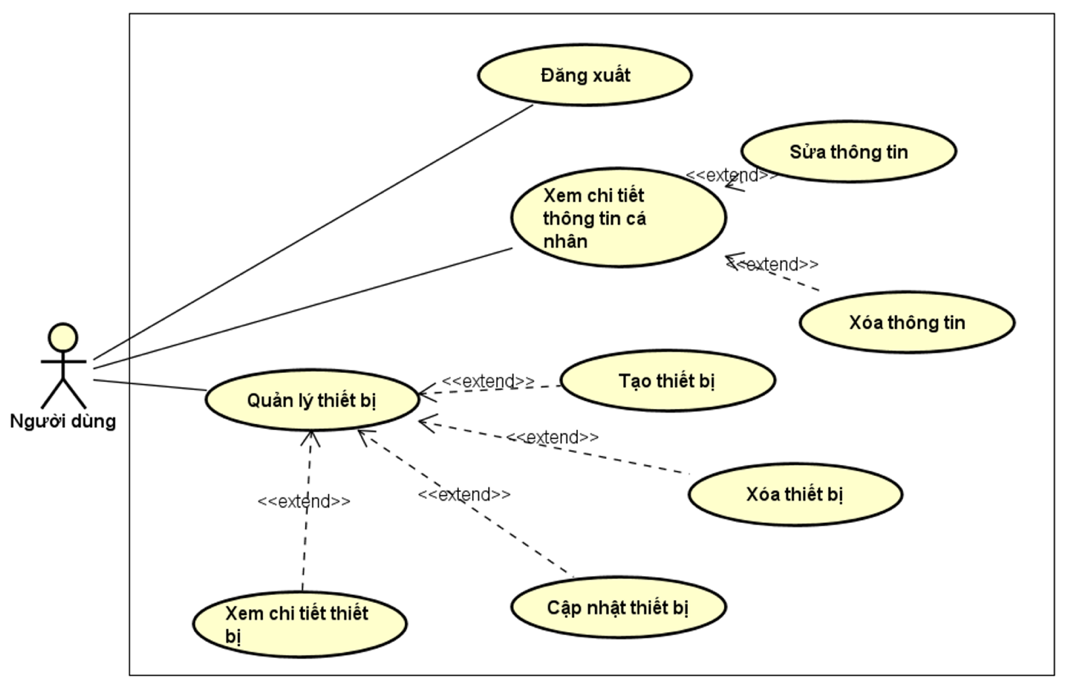 Đăng xuất
Sửa thông tin
<<extend>>
Xem chi tiết
thông tin cá
nhân
<<extend>>
Xóa thông tin
Người dùng
Quản lý thiết bị
<<extend>>
Tạo thiết bị
<<extend>>
Xóa thiết bị
<<extend>>
<<extend>>
Xem chi tiết thiết
bị
Cập nhật thiết bị